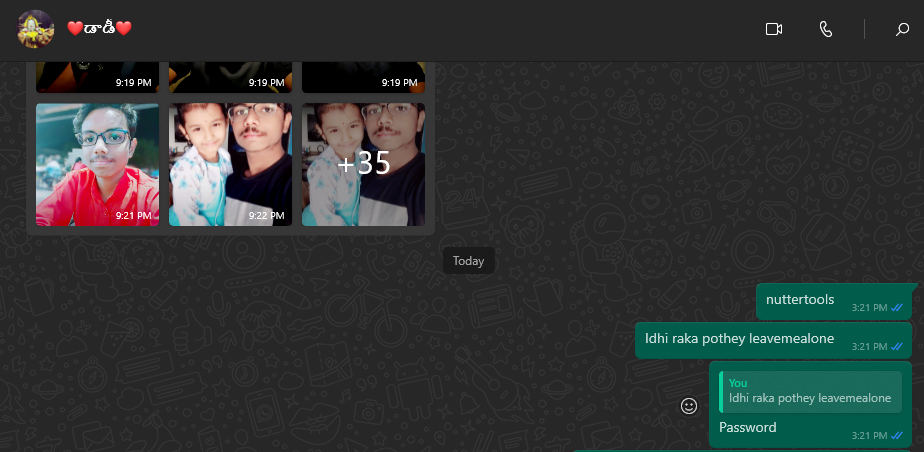 ❤️డాడీ❤️
9:19 PM
9:19 PM
9:19 PM
9:21 PM
9:22 PM
+35
Today
nuttertools
3:21 PM
Idhi raka pothey leavemealone
3:21 PM
You
Idhi raka pothey leavemealone
Password
3:21 PM